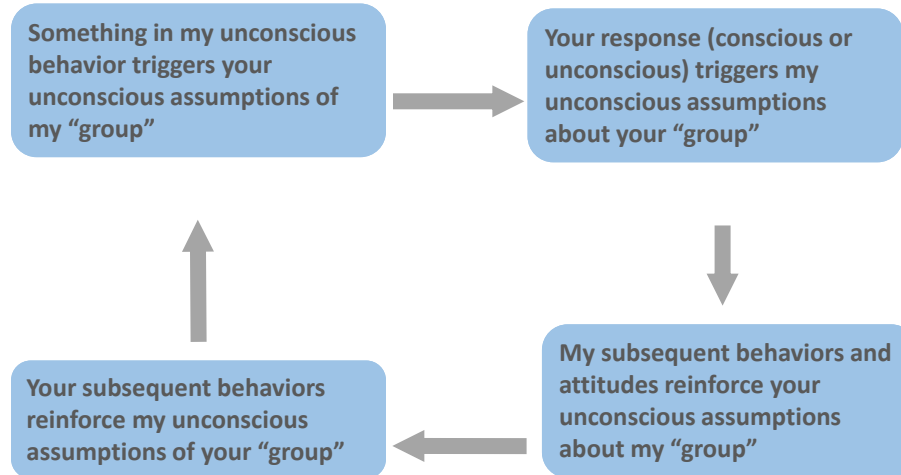 Something in my unconscious
behavior triggers your
unconscious assumptions of
my “group”
Your response (conscious or
unconscious) triggers my
unconscious assumptions
about your “group”
My subsequent behaviors and
attitudes reinforce your
unconscious assumptions
about my “group”
Your subsequent behaviors
reinforce my unconscious
assumptions of your “group”